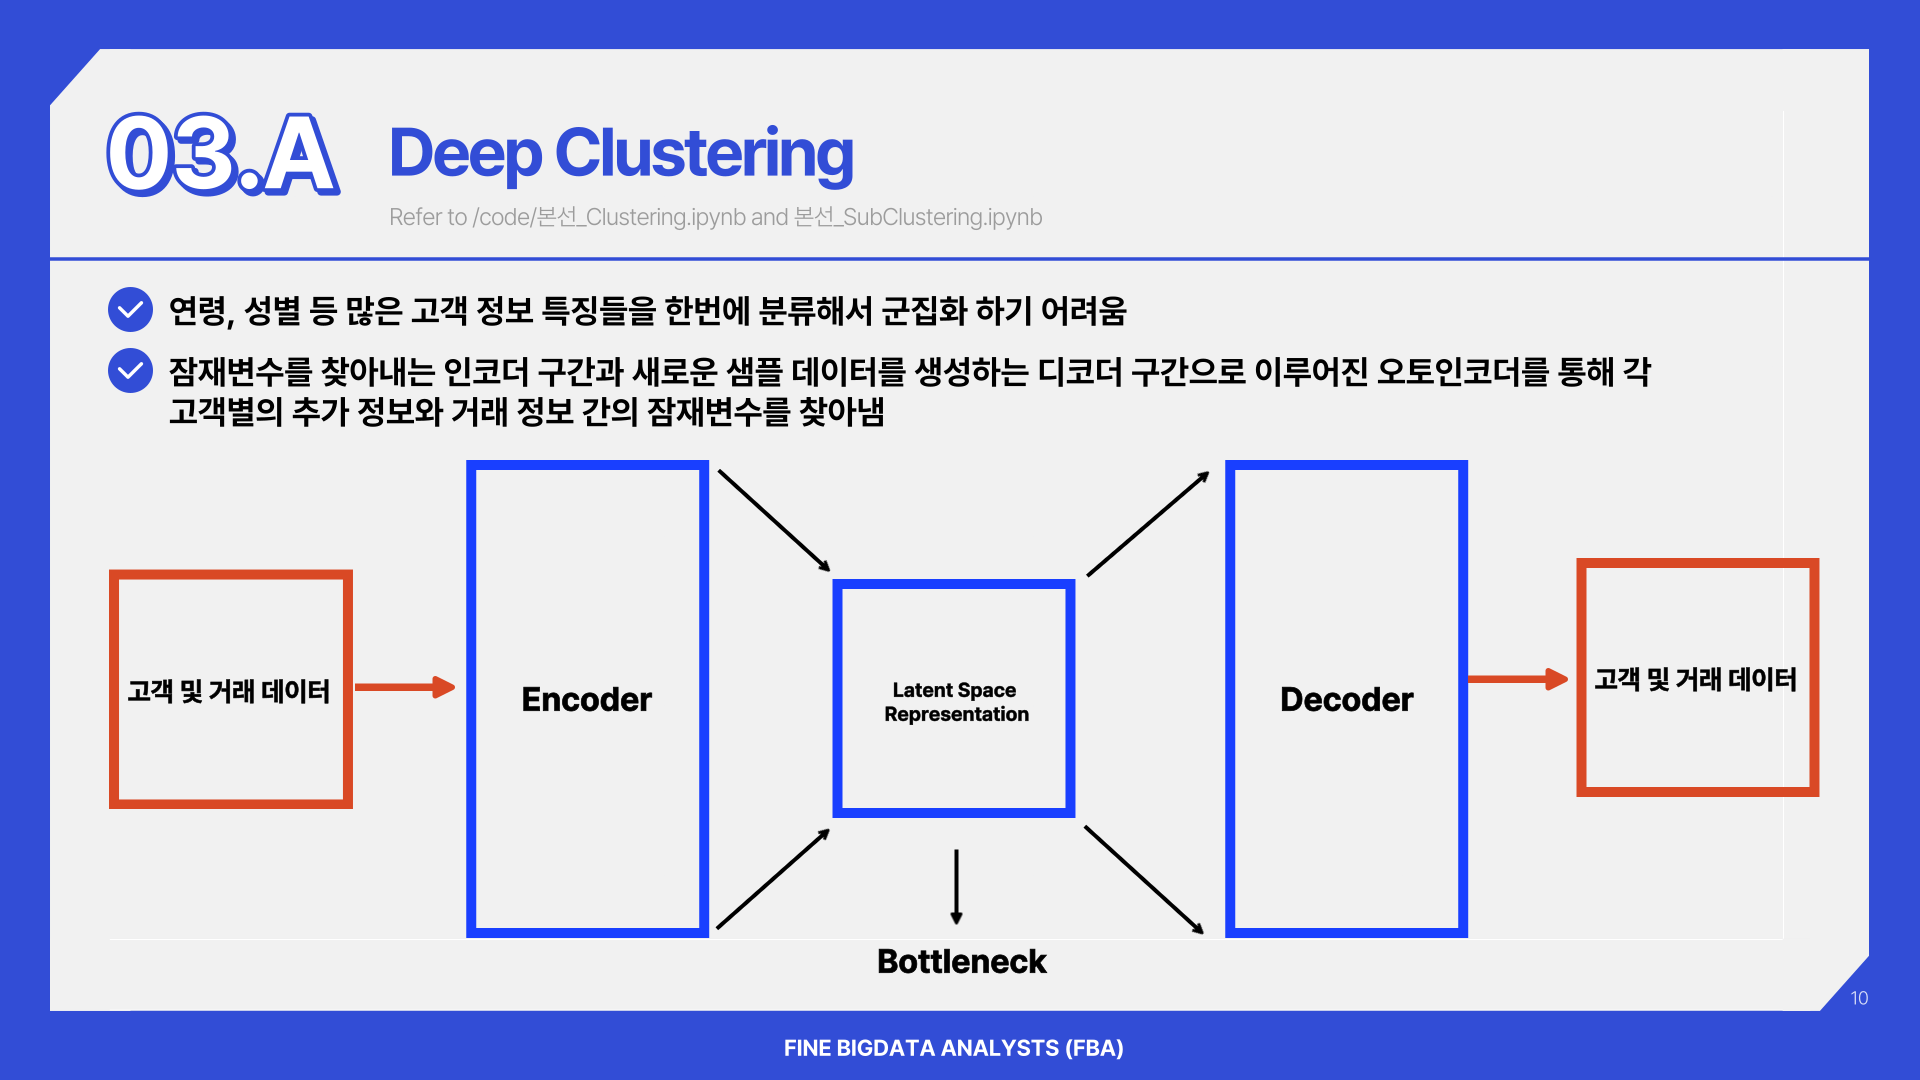 03.A
Deep Clustering
Refer to /code/본선_Clustering.ipynb and 본선_SubClustering.ipynb
연령, 성별 등 많은 고객 정보 특징들을 한번에 분류해서 군집화 하기 어려움
잠재변수를 찾아내는 인코더 구간과 새로운 샘플 데이터를 생성하는 디코더 구간으로 이루어진 오토인코더를 통해 각
고객별의 추가 정보와 거래 정보 간의 잠재변수를 찾아냄
고객 및 거래 데이터
Encoder
Latent Space
Representation
Decoder
고객 및 거래 데이터
Bottleneck
10
FINE BIGDATA ANALYSTS (FBA)